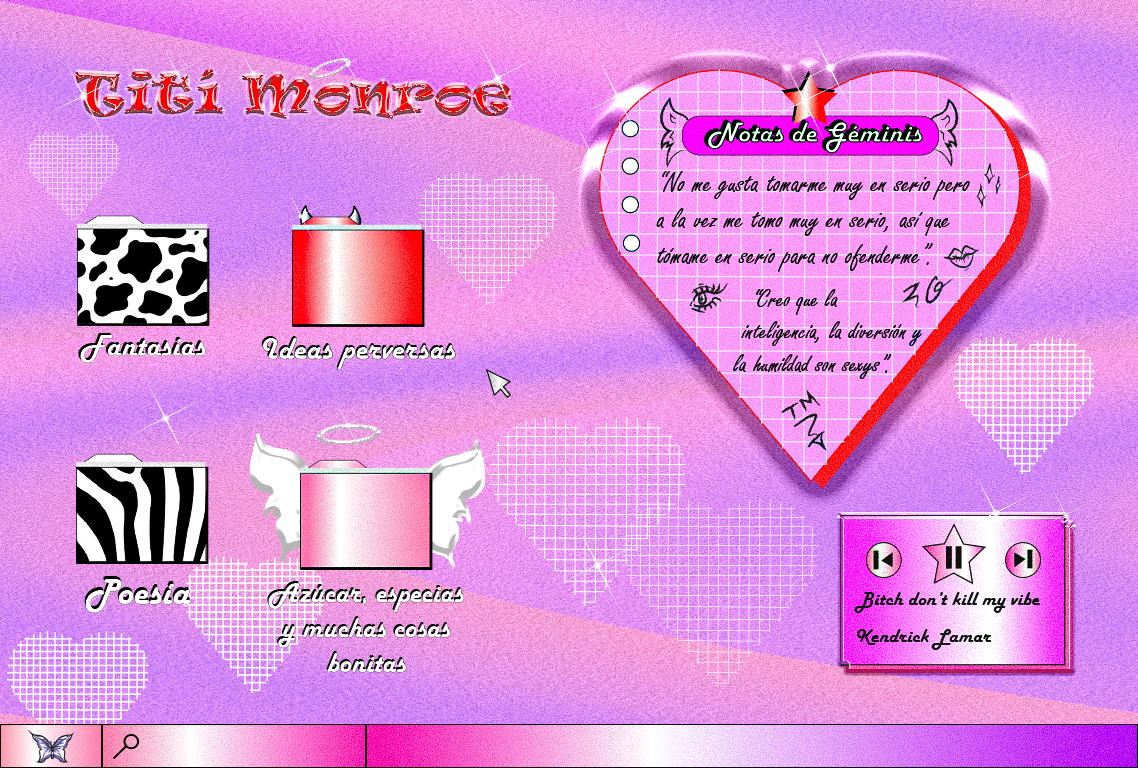 Titi Monroe
Notas de Géminis
"No me gusta tomarme muy en serio pero
a la vez me tomo muy en serio, así que
tómame en serio para no ofenderme".
"Creo que la
inteligencia, la diversión y
la humildad son sexys".
TM
Fantasías
Ideas perversas
Poesía
Azúcar, especias
y muchas cosas
bonitas
Bitch don't kill my vibe
Kendrick Lamar